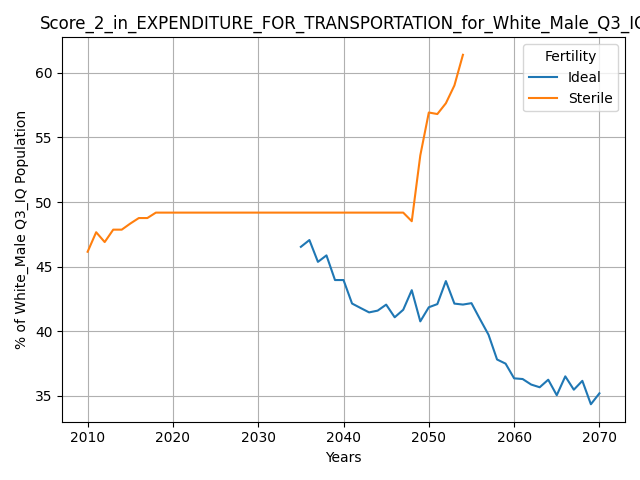 Score_2_in_EXPENDITURE_FOR_TRANSPORTATION_for_White_Male_Q3_IQ
Fertility
Ideal
Sterile
% of White_Male Q3_IQ Population
60
55
50
45
40
35
2010 2020 2030 2040 2050 2060 2070
Years